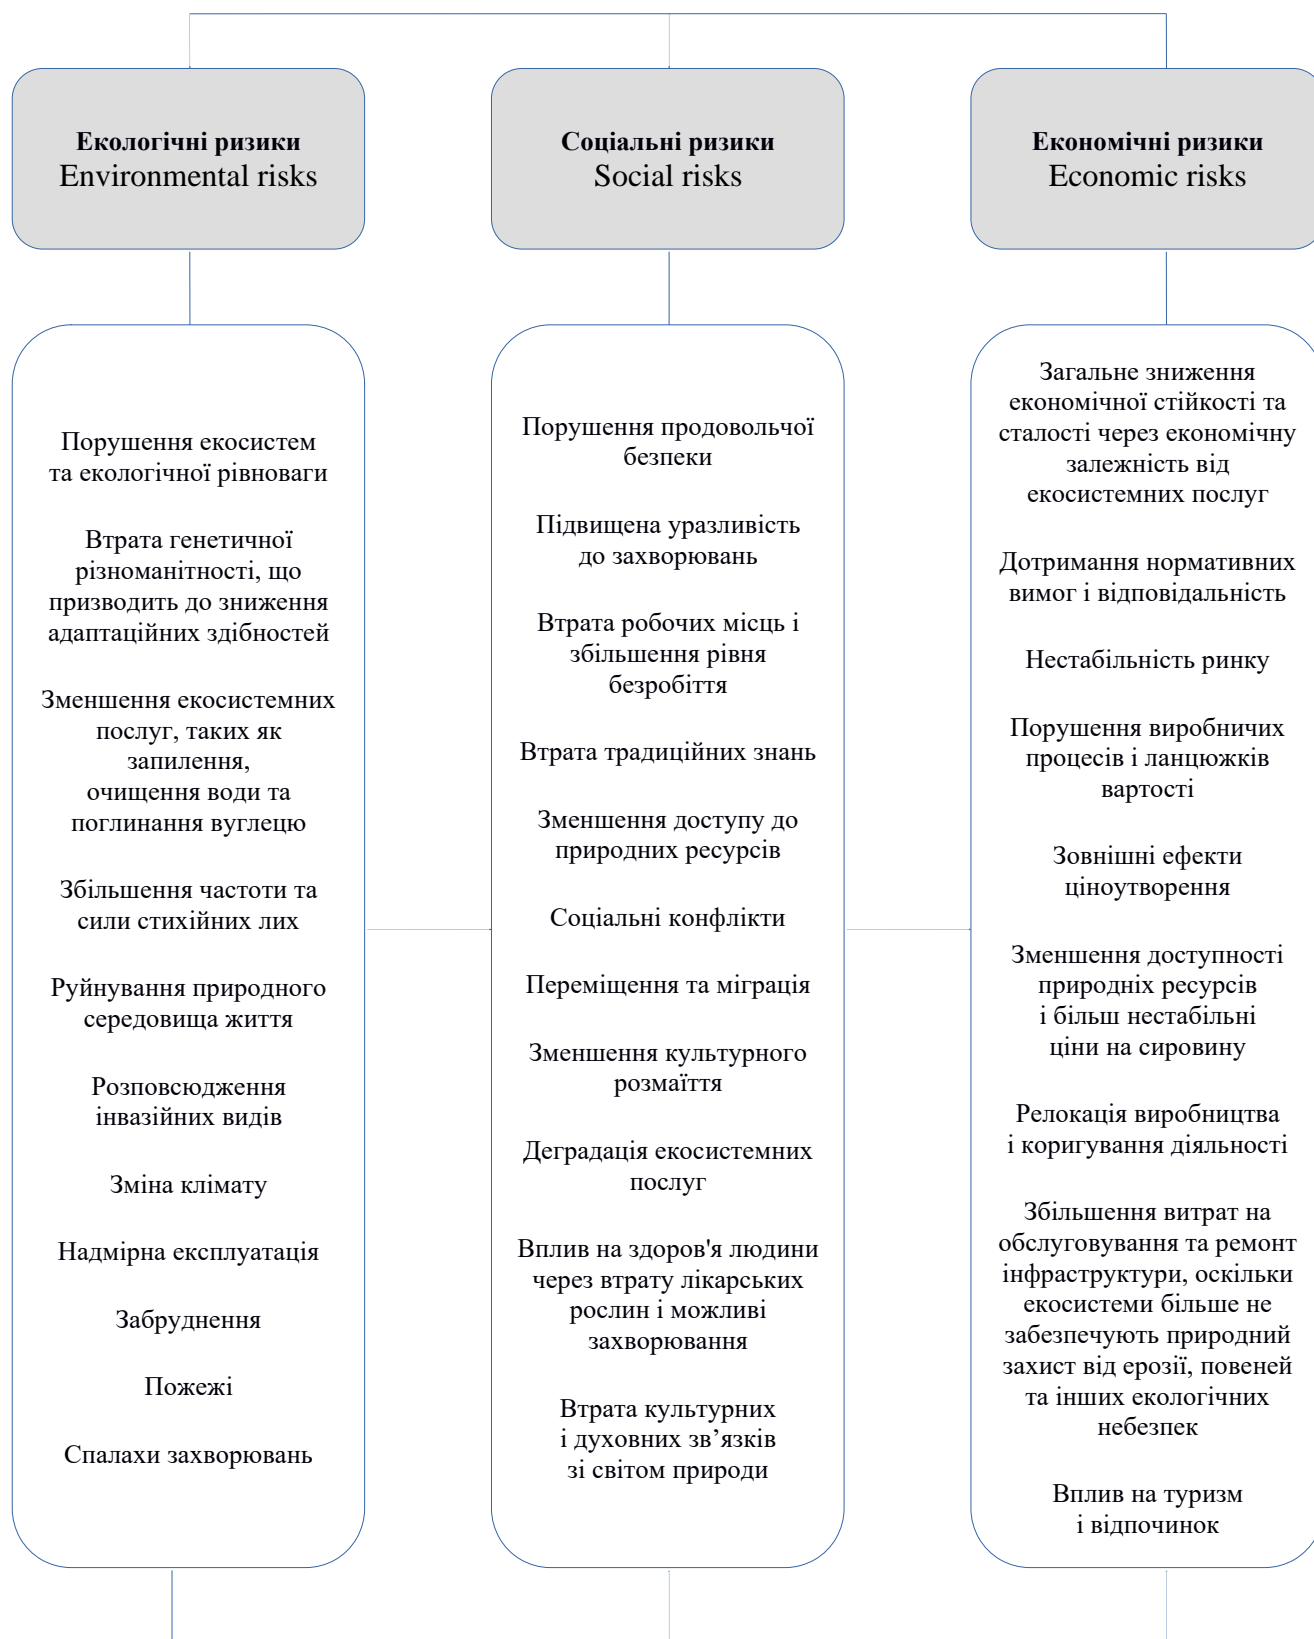 Екологічні ризики
Environmental risks
Соціальні ризики
Social risks
Економічні ризики
Economic risks
Порушення екосистем
та екологічної рівноваги
Втрата генетичної
різноманітності, що
призводить до зниження
адаптаційних здібностей
Зменшення екосистемних
послуг, таких як
запилення,
очищення води та
поглинання вуглецю
Збільшення частоти та
сили стихійних лих
Руйнування природного
середовища життя
Розповсюдження
інвазійних видів
Зміна клімату
Надмірна експлуатація
Забруднення
Пожежі
Спалахи захворювань
Порушення продовольчої
безпеки
Підвищена уразливість
до захворювань
Втрата робочих місць і
збільшення рівня
безробіття
Втрата традиційних знань
Зменшення доступу до
природних ресурсів
Соціальні конфлікти
Переміщення та міграція
Зменшення культурного
розмаїття
Деградація екосистемних
послуг
Вплив на здоров'я людини
через втрату лікарських
рослин і можливі
захворювання
Втрата культурних
і духовних зв’язків
зі світом природи
Загальне зниження
економічної стійкості та
сталості через економічну
залежність від
екосистемних послуг
Дотримання нормативних
вимог і відповідальність
Нестабільність ринку
Порушення виробничих
процесів і ланцюжків
вартості
Зовнішні ефекти
ціноутворення
Зменшення доступності
природніх ресурсів
і більш нестабільні
ціни на сировину
Релокація виробництва
і коригування діяльності
Збільшення витрат на
обслуговування та ремонт
інфраструктури, оскільки
екосистеми більше не
забезпечують природний
захист від ерозії, повеней
та інших екологічних
небезпек
Вплив на туризм
і відпочинок